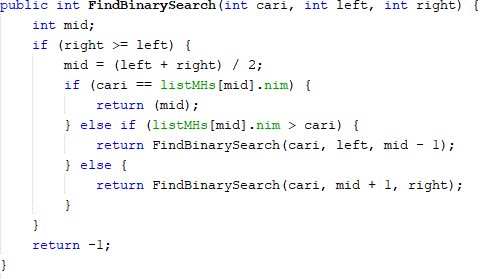 public int FindBinarySearch(int cari, int left, int right) {
    int mid;
    if (right >= left) {
        mid = (left + right) / 2;
        if (cari == listMHs[mid].nim) {
            return (mid);
        } else if (listMHs[mid].nim > cari) {
            return FindBinarySearch(cari, left, mid - 1);
        } else {
            return FindBinarySearch(cari, mid + 1, right);
        }
    }
    return -1;
}